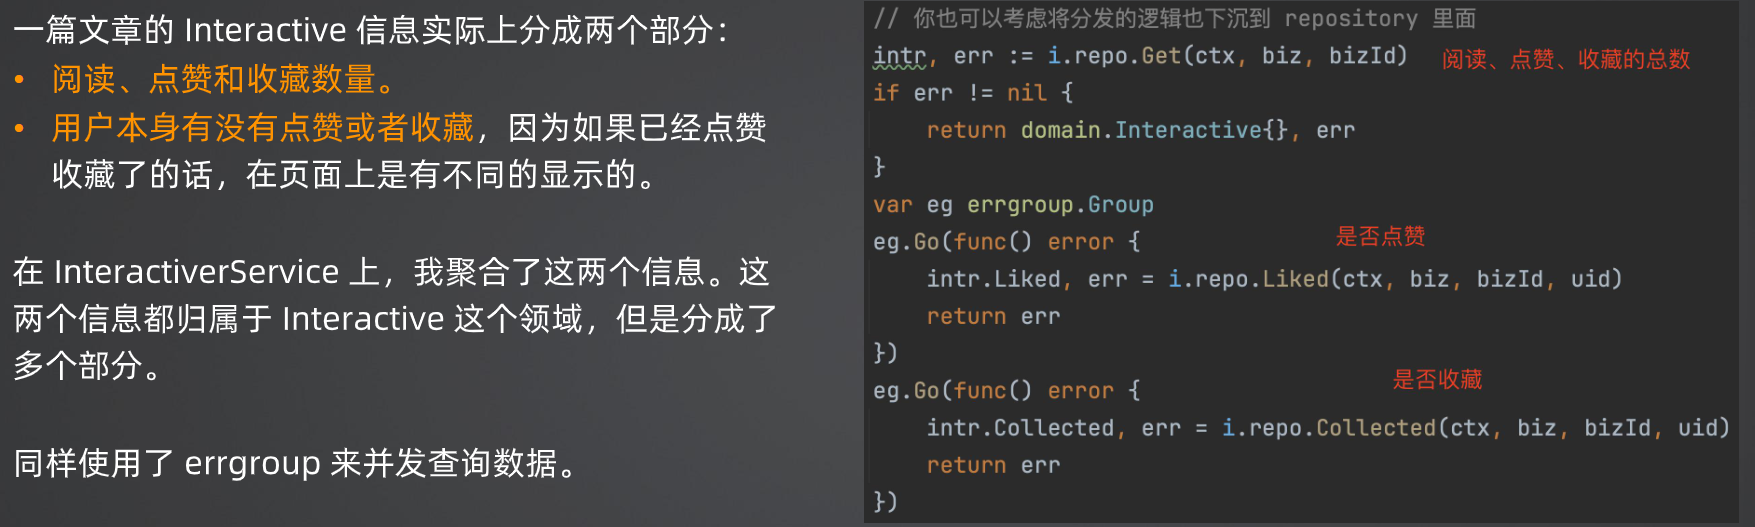 一篇文章的 Interactive 信息实际上分成两个部分：
• 阅读、点赞和收藏数量。
• 用户本身有没有点赞或者收藏，因为如果已经点赞
收藏了的话，在页面上是有不同的显示的。
在 InteractiverService 上，我聚合了这两个信息。这
两个信息都归属于 Interactive 这个领域，但是分成了
多个部分。
同样使用了 errgroup 来并发查询数据。
// 你也可以考虑将分发的逻辑也下沉到 repository 里面
intr, err := i.repo.Get(ctx, biz, bizId) 阅读、点赞、收藏的总数
if err != nil {
    return domain.Interactive{}, err
}
var eg errgroup.Group
是否点赞
eg.Go(func() error {
    intr.Liked, err = i.repo.Liked(ctx, biz, bizId, uid)
    return err
})
是否收藏
eg.Go(func() error {
    intr.Collected, err = i.repo.Collected(ctx, biz, bizId, uid)
    return err
})